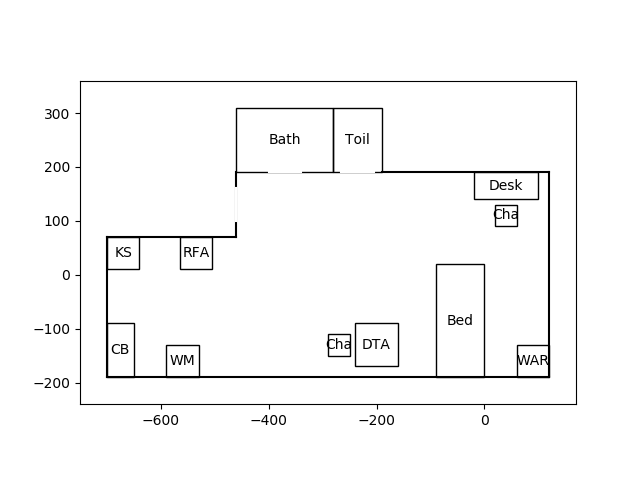 300
200
100
0
−100
−200
Bath
Toil
Desk
Cha
KS
RFA
Bed
CB
WM
Cha
DTA
WAR
−600
−400
−200
0